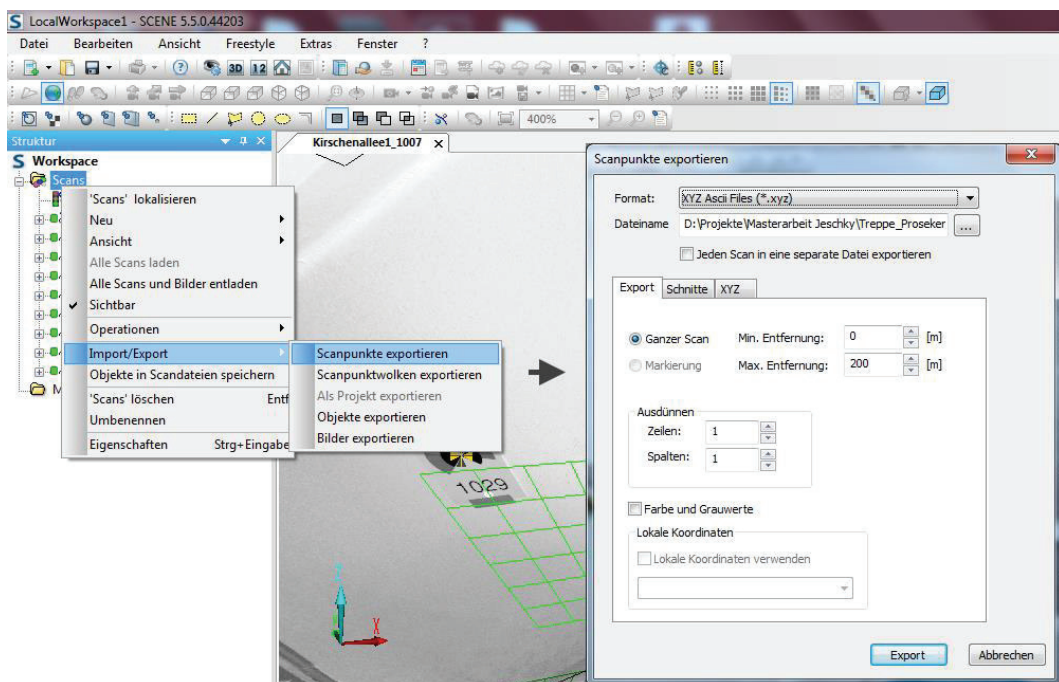 LocalWorkspace1 - SCENE 5.5.0.44203
Datei Bearbeiten Ansicht Freestyle Extras Fenster ?
3D 12
400%
Struktur
Kirschenallee1_1007 x
S Workspace
Scans
'Scans' lokalisieren
Neu
Ansicht
Alle Scans laden
Alle Scans und Bilder entladen
Sichtbar
Operationen
Import/Export
Objekte in Scandateien speichern
'Scans' löschen Entf
Umbenennen
Eigenschaften Strg+Eingabe
M
Scanpunkte exportieren
Scanpunktwolken exportieren
Als Projekt exportieren
Objekte exportieren
Bilder exportieren
1029
Z
X
Scanpunkte exportieren
Format: XYZ Ascii Files (*.xyz)
Dateiname D:\Projekte\Masterarbeit Jeschky\Treppe_Proseker ...
Jeden Scan in eine separate Datei exportieren
Export Schnitte XYZ
Ganzer Scan Min. Entfernung: 0 [m]
Markierung Max. Entfernung: 200 [m]
Ausdünnen
Zeilen: 1
Spalten: 1
Farbe und Grauwerte
Lokale Koordinaten
Lokale Koordinaten verwenden
Export Abbrechen